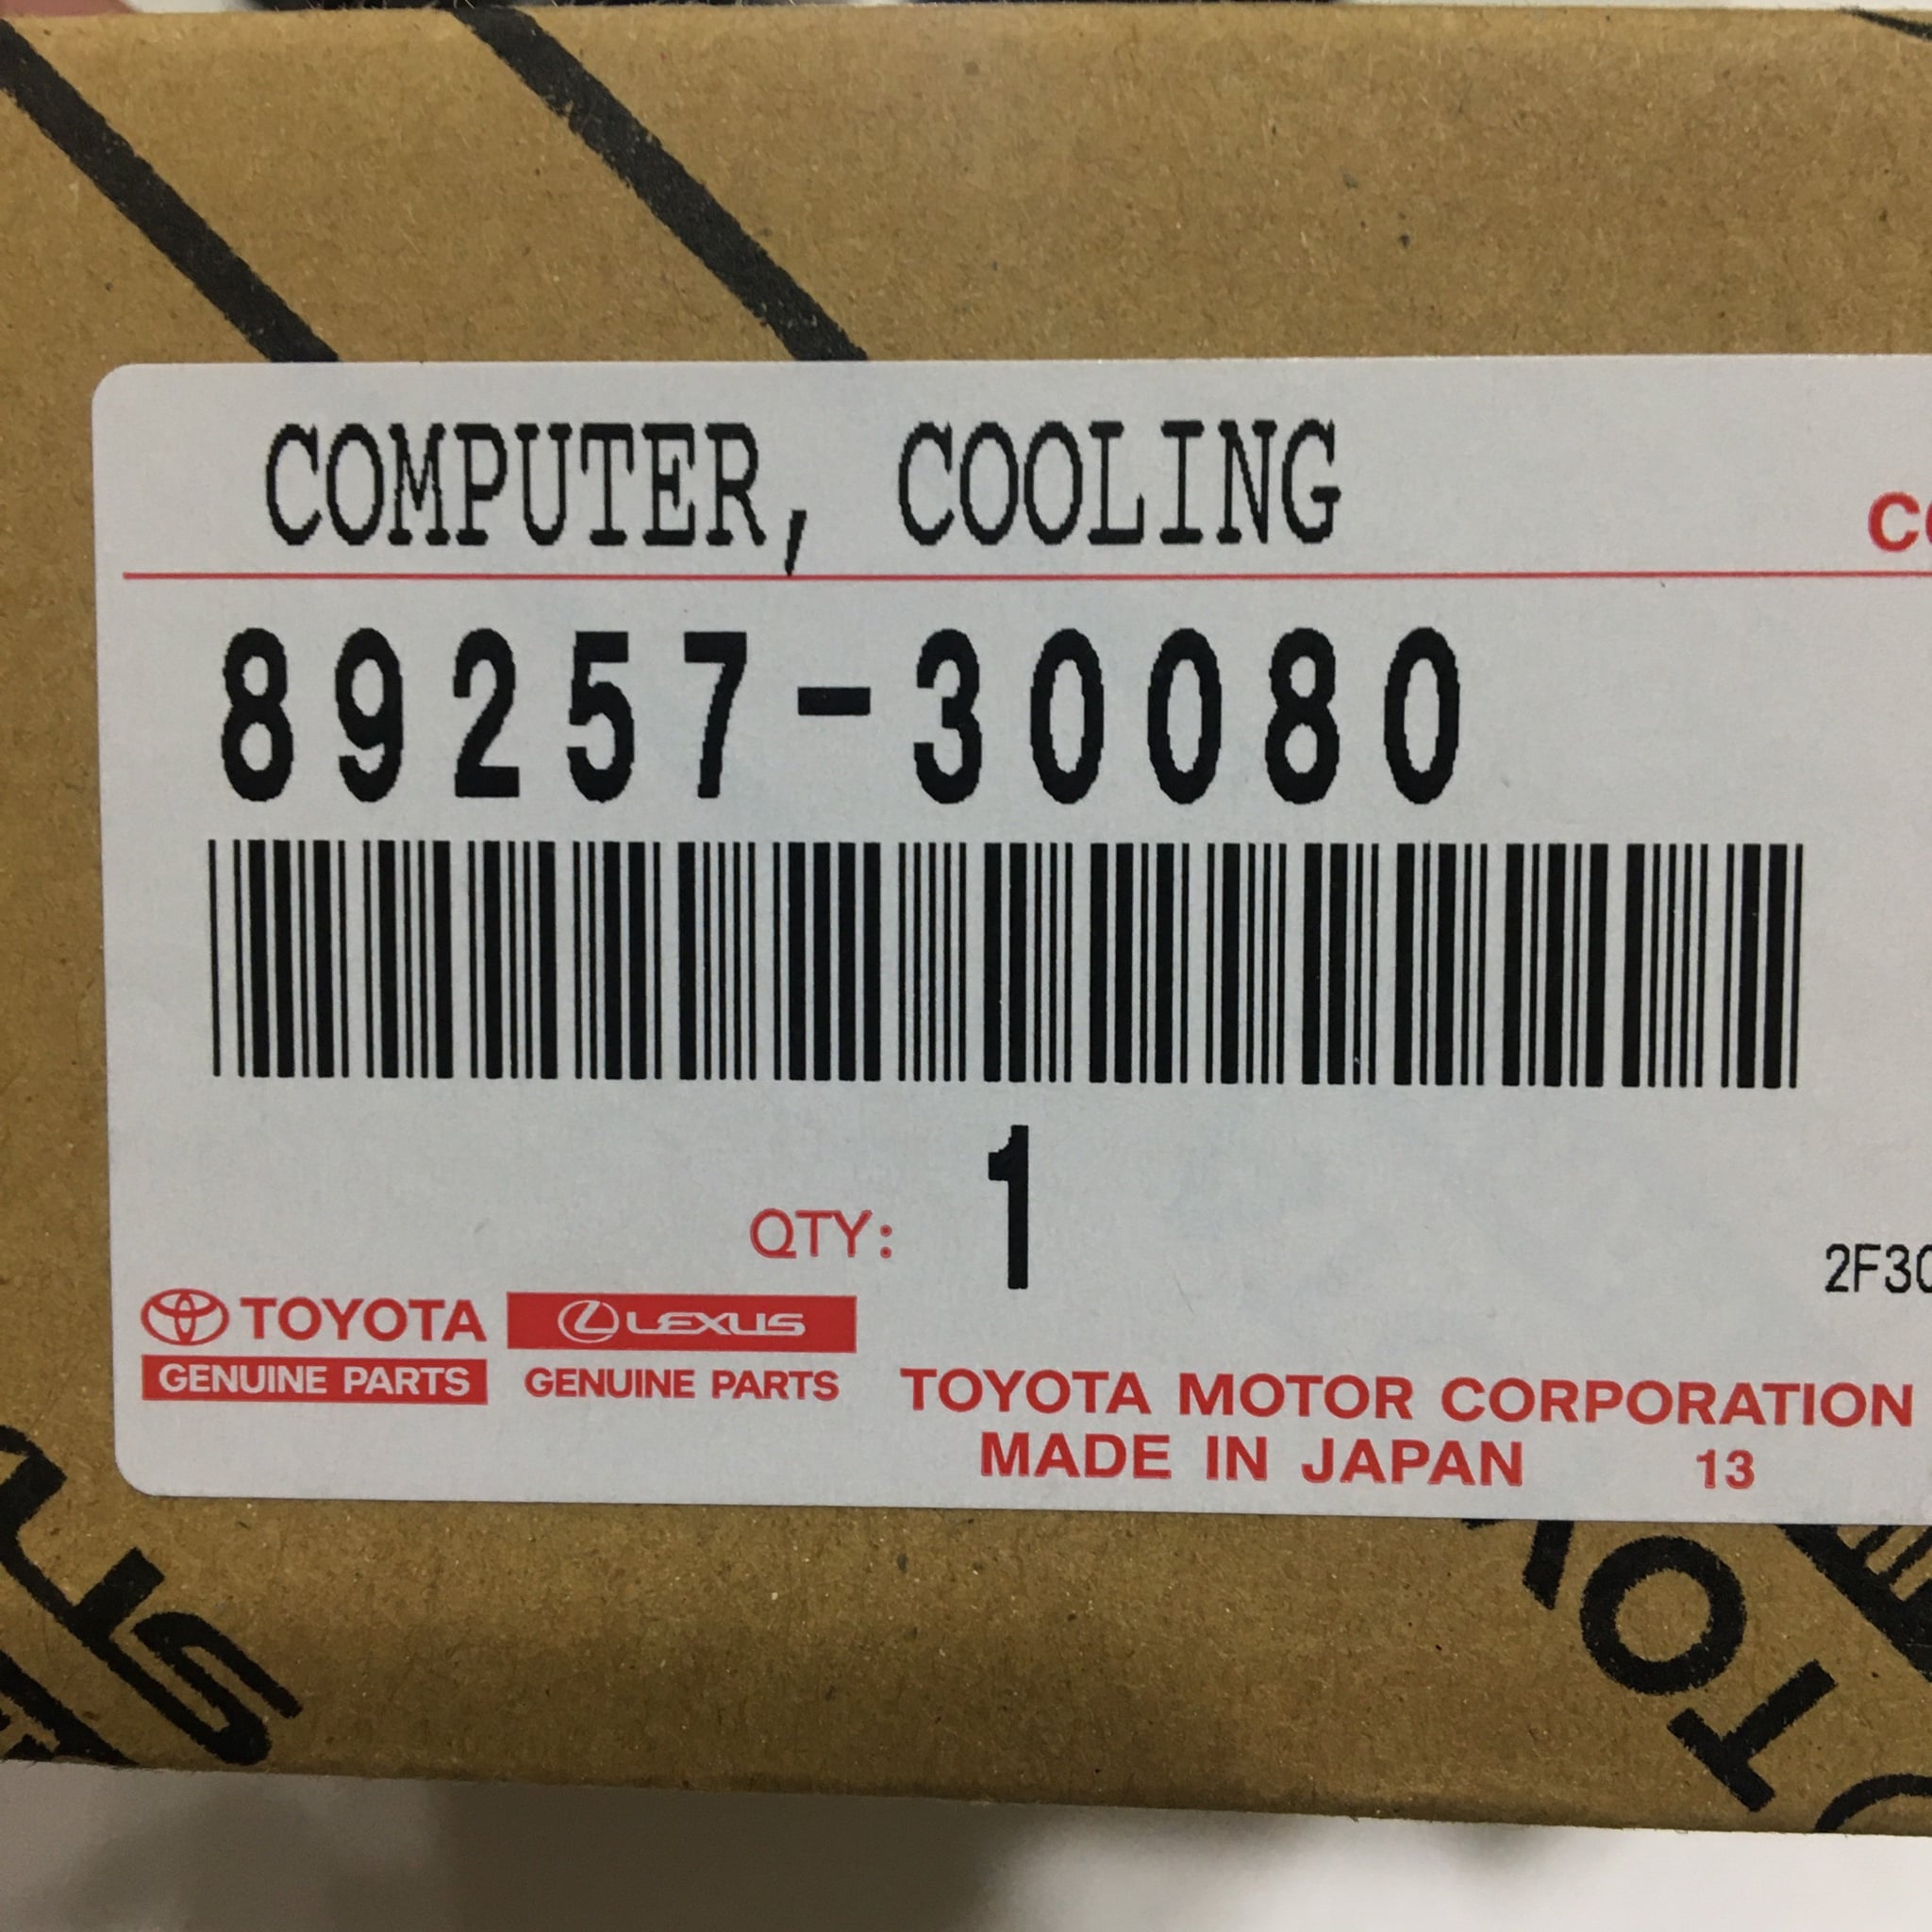 COMPUTER, COOLING
89257-30080
QTY: 1
TOYOTA
GENUINE PARTS
LEXUS
GENUINE PARTS
TOYOTA MOTOR CORPORATION
MADE IN JAPAN 13